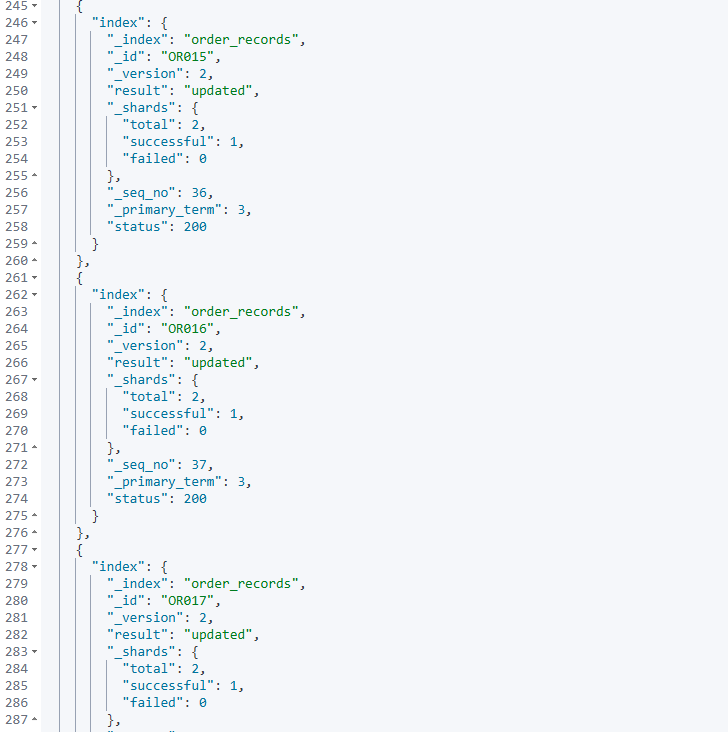 245 {
246 "index": {
247 "_index": "order_records",
248 "_id": "OR015",
249 "_version": 2,
250 "result": "updated",
251 "_shards": {
252 "total": 2,
253 "successful": 1,
254 "failed": 0
255 },
256 "_seq_no": 36,
257 "_primary_term": 3,
258 "status": 200
259 }
260 },
261 {
262 "index": {
263 "_index": "order_records",
264 "_id": "OR016",
265 "_version": 2,
266 "result": "updated",
267 "_shards": {
268 "total": 2,
269 "successful": 1,
270 "failed": 0
271 },
272 "_seq_no": 37,
273 "_primary_term": 3,
274 "status": 200
275 }
276 },
277 {
278 "index": {
279 "_index": "order_records",
280 "_id": "OR017",
281 "_version": 2,
282 "result": "updated",
283 "_shards": {
284 "total": 2,
285 "successful": 1,
286 "failed": 0
287 },